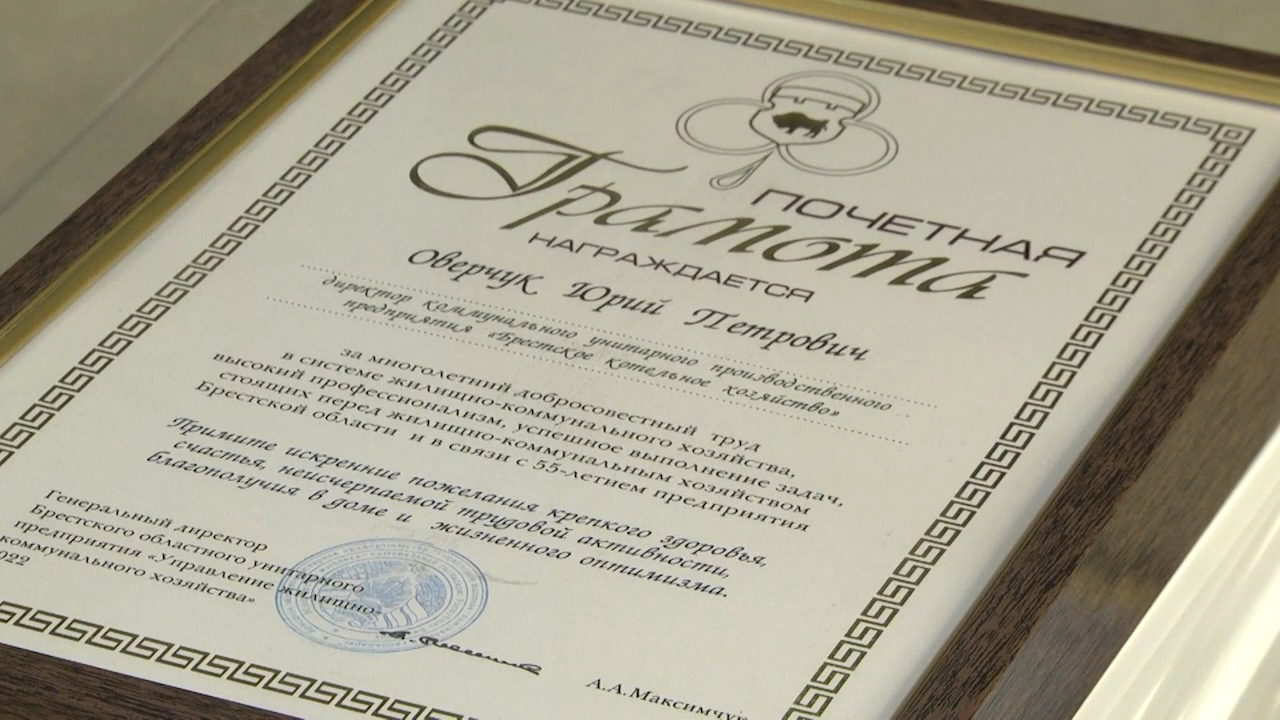 ПОЧЕТНАЯ
Грамота
НАГРАЖДАЕТСЯ
Оверчук Юрий Петрович
директор коммунального унитарного производственного
предприятия «Брестское котельное хозяйство»
за многолетний добросовестный труд
в системе жилищно-коммунального хозяйства,
высокий профессионализм, успешное выполнение задач,
стоящих перед жилищно-коммунальным хозяйством
Брестской области и в связи с 55-летием предприятия
Примите искренние пожелания крепкого здоровья,
счастья, неисчерпаемой трудовой активности,
благополучия в доме и жизненного оптимизма.
Генеральный директор
Брестского областного унитарного
предприятия «Управление жилищно-
коммунального хозяйства»
022
А.А.Максимчук